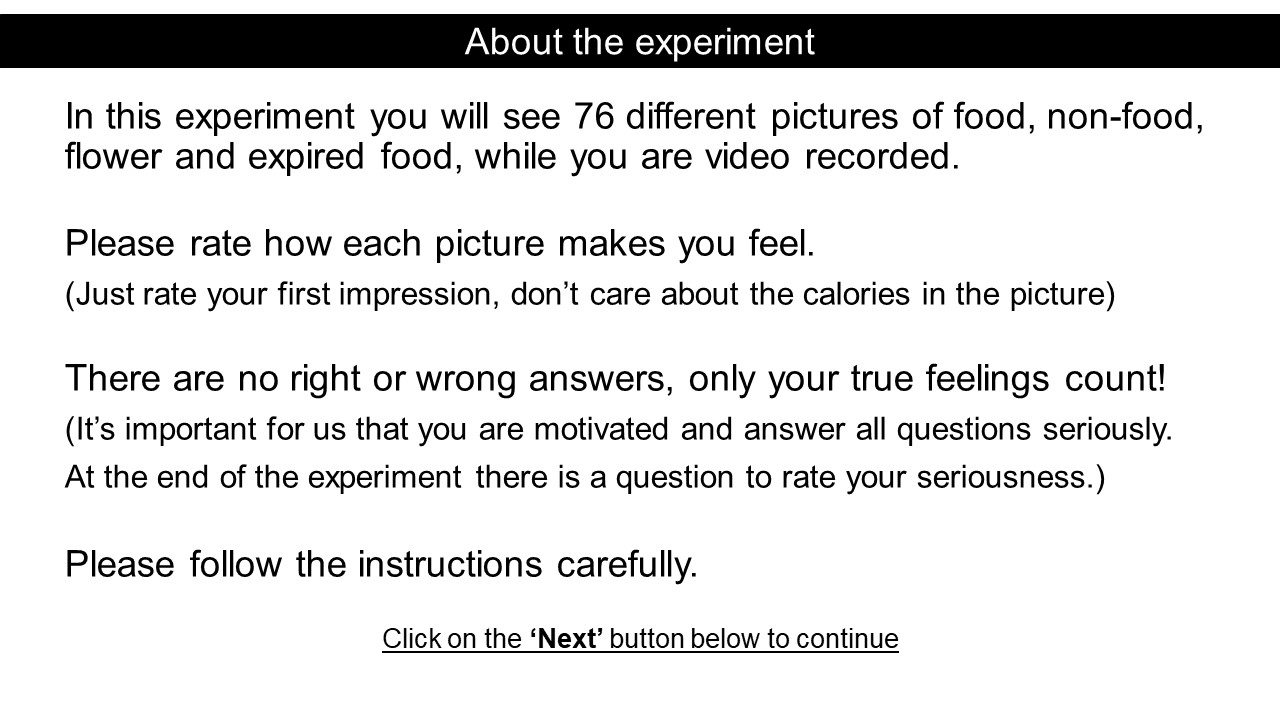 About the experiment
In this experiment you will see 76 different pictures of food, non-food,
flower and expired food, while you are video recorded.
Please rate how each picture makes you feel.
(Just rate your first impression, don’t care about the calories in the picture)
There are no right or wrong answers, only your true feelings count!
(It’s important for us that you are motivated and answer all questions seriously.
At the end of the experiment there is a question to rate your seriousness.)
Please follow the instructions carefully.
Click on the ‘Next’ button below to continue